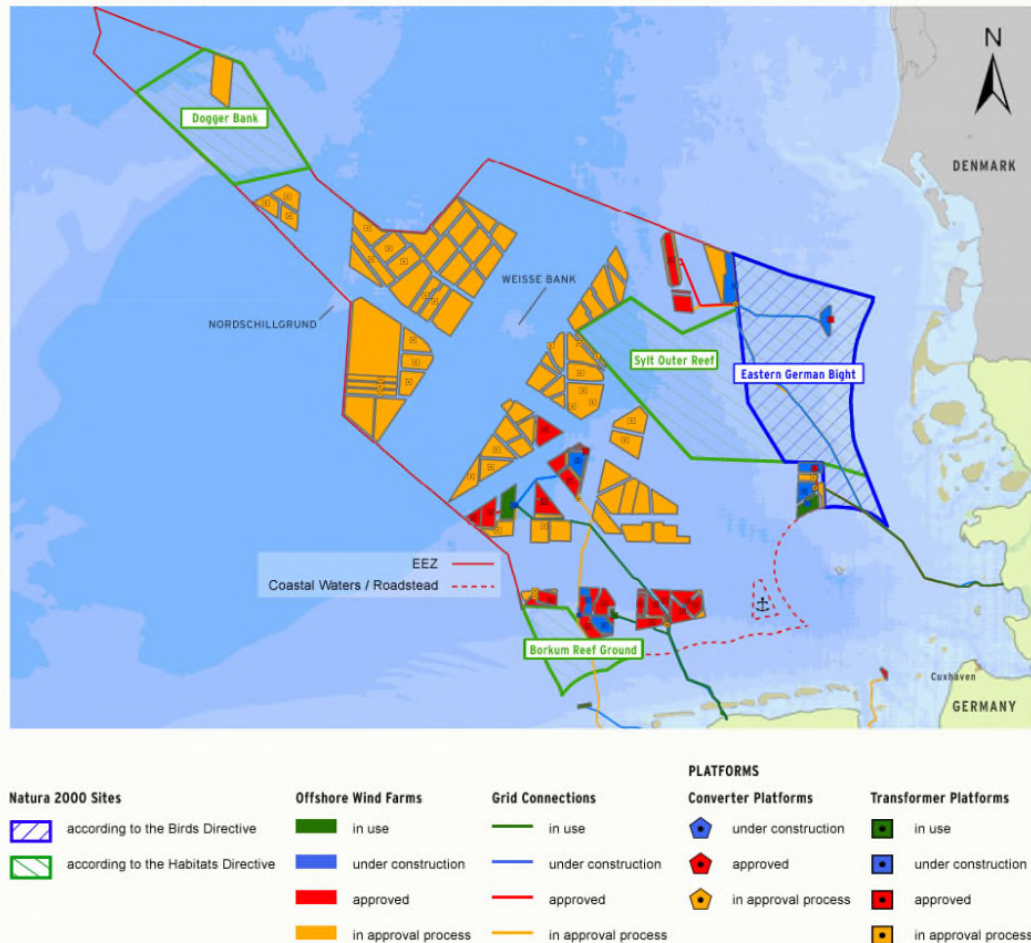 N
Dogger Bank
DENMARK
WEISSE BANK
NORDSCHILLGRUND
Sylt Outer Reef
Eastern German Bight
EEZ
Coastal Waters / Roadstead
Borkum Reef Ground
Cuxhaven
GERMANY
PLATFORMS
Natura 2000 Sites
Offshore Wind Farms
Grid Connections
Converter Platforms
Transformer Platforms
according to the Birds Directive
in use
in use
under construction
in use
according to the Habitats Directive
under construction
under construction
approved
under construction
approved
approved
in approval process
approved
in approval process
in approval process
in approval process